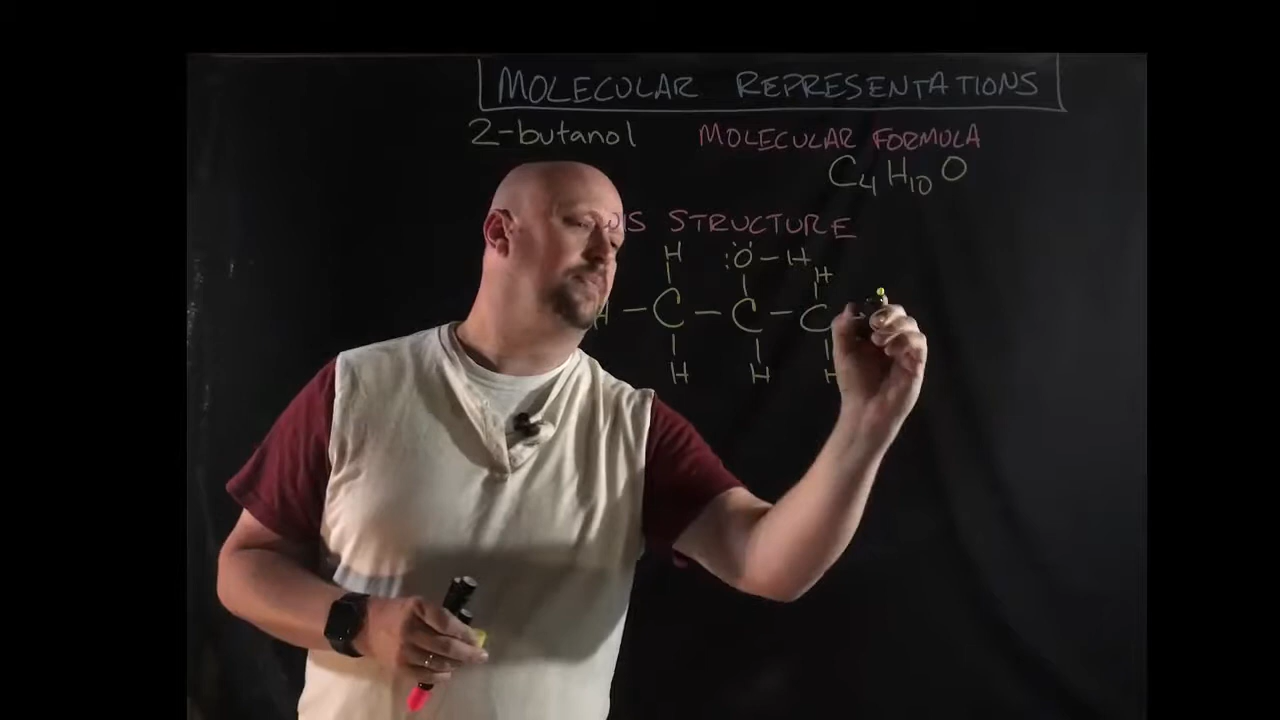 MOLECULAR REPRESENTATIONS
2-butanol MOLECULAR FORMULA
C4H10O
STRUCTURE
H :Ö-H
H
H - C - C - C -
H H H